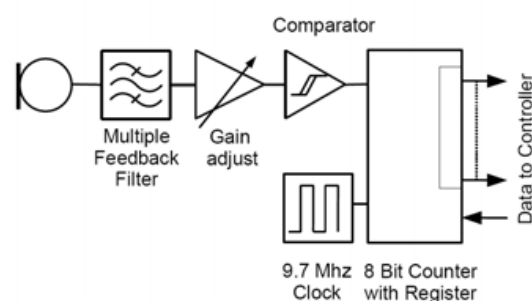 Comparator
Multiple
Feedback
Filter
Gain
adjust
Data to Controller
9.7 Mhz
Clock
8 Bit Counter
with Register